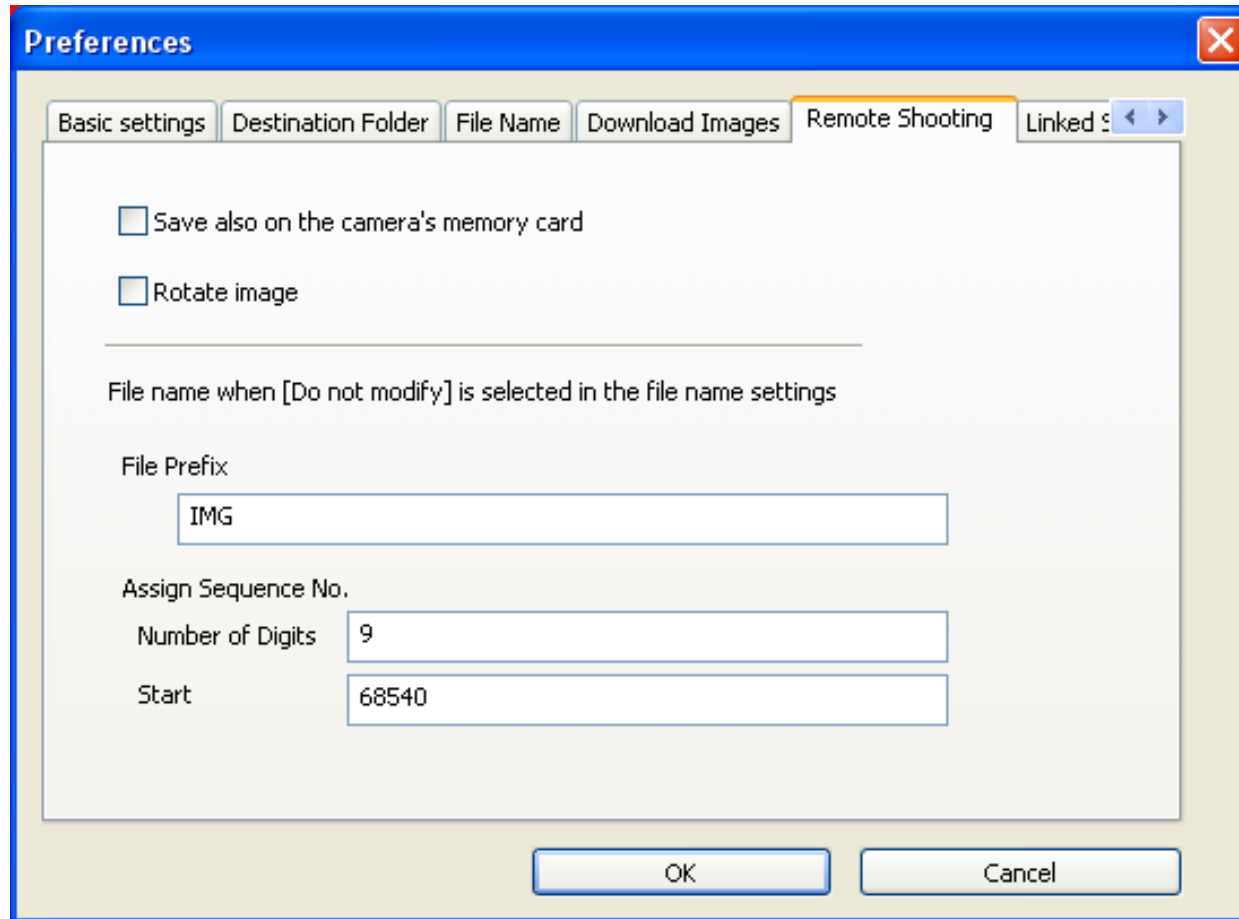 Preferences
Basic settings Destination Folder File Name Download Images Remote Shooting Linked
Save also on the camera's memory card
Rotate image
File name when [Do not modify] is selected in the file name settings
File Prefix
IMG
Assign Sequence No.
Number of Digits 9
Start 68540
OK Cancel